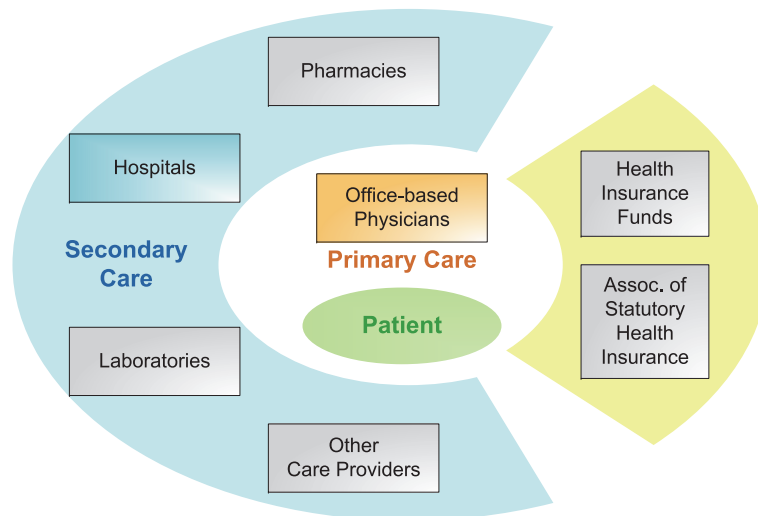 Pharmacies
Hospitals
Office-based
Physicians
Health
Insurance
Funds
Secondary
Care
Primary Care
Assoc. of
Statutory
Health
Insurance
Patient
Laboratories
Other
Care Providers